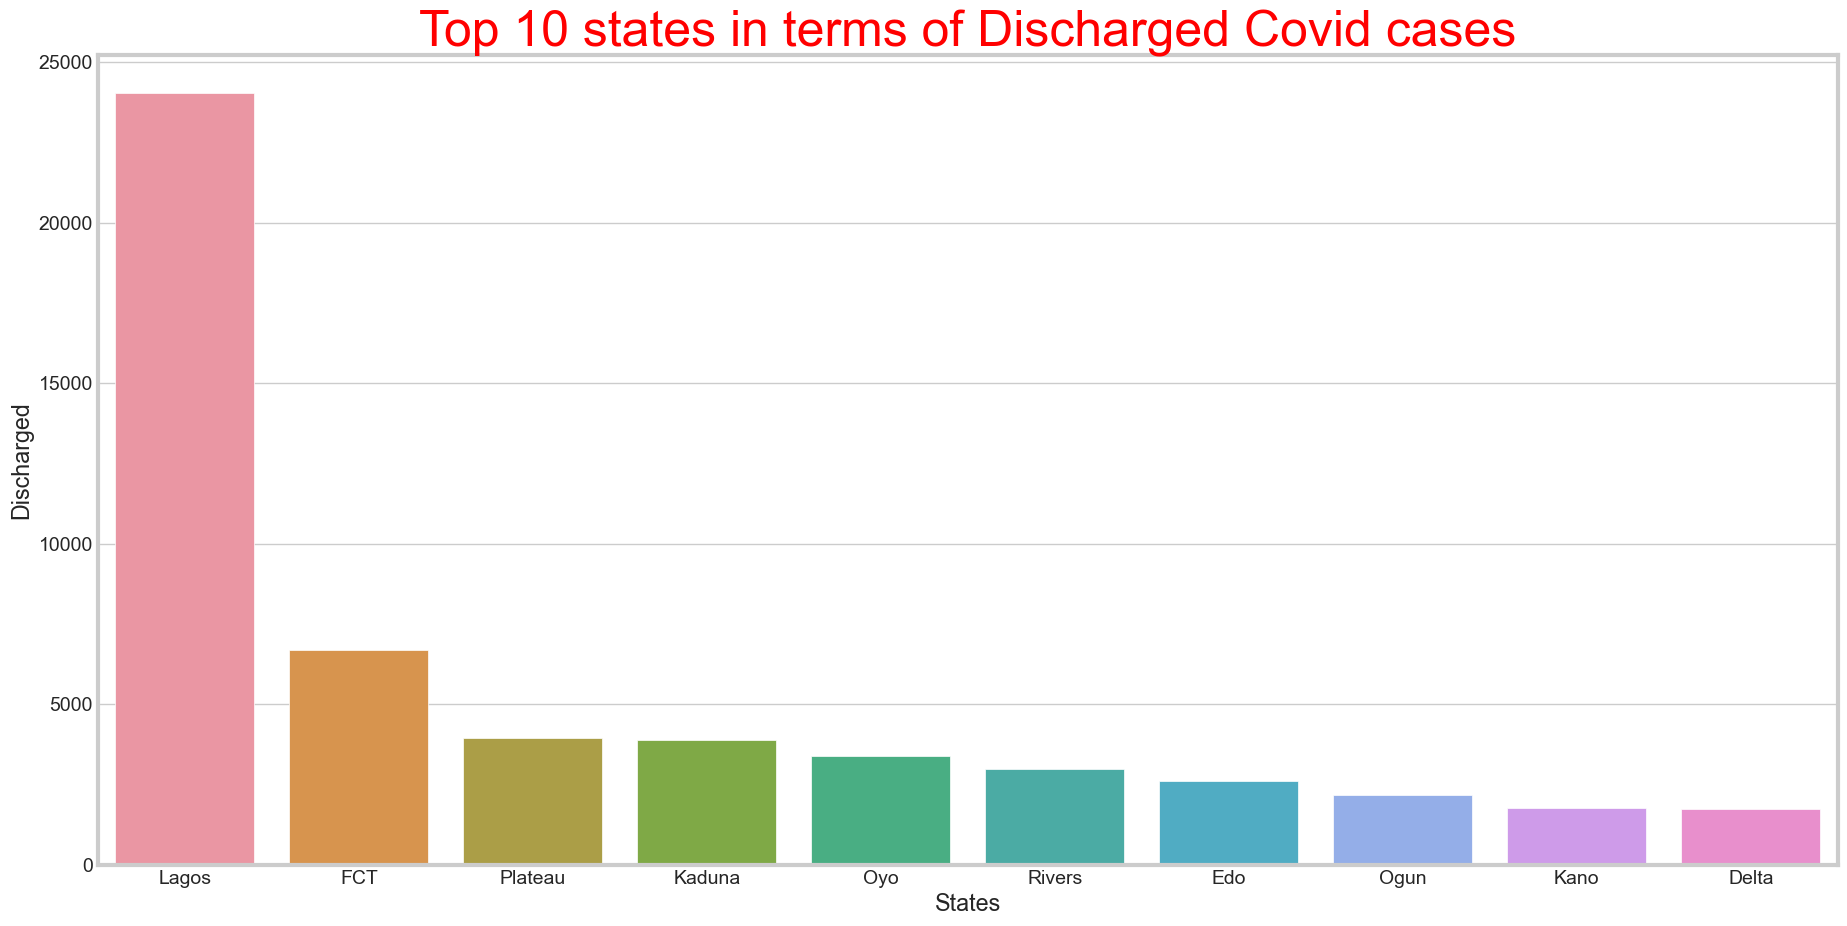 Top 10 states in terms of Discharged Covid cases
25000
20000
15000
10000
5000
0
Discharged
Lagos FCT Plateau Kaduna Oyo Rivers Edo Ogun Kano Delta
States